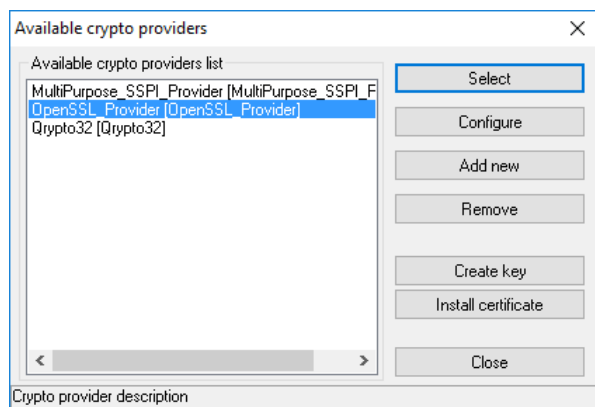 Available crypto providers
Available crypto providers list
MultiPurpose_SSPI_Provider [MultiPurpose_SSPI_F
OpenSSL_Provider [OpenSSL_Provider]
Qrypto32 [Qrypto32]
Select
Configure
Add new
Remove
Create key
Install certificate
Close
Crypto provider description